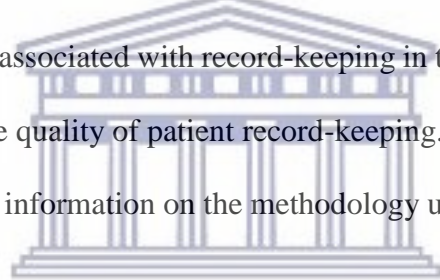 associated with record-keeping in
quality of patient record-keeping.
information on the methodology